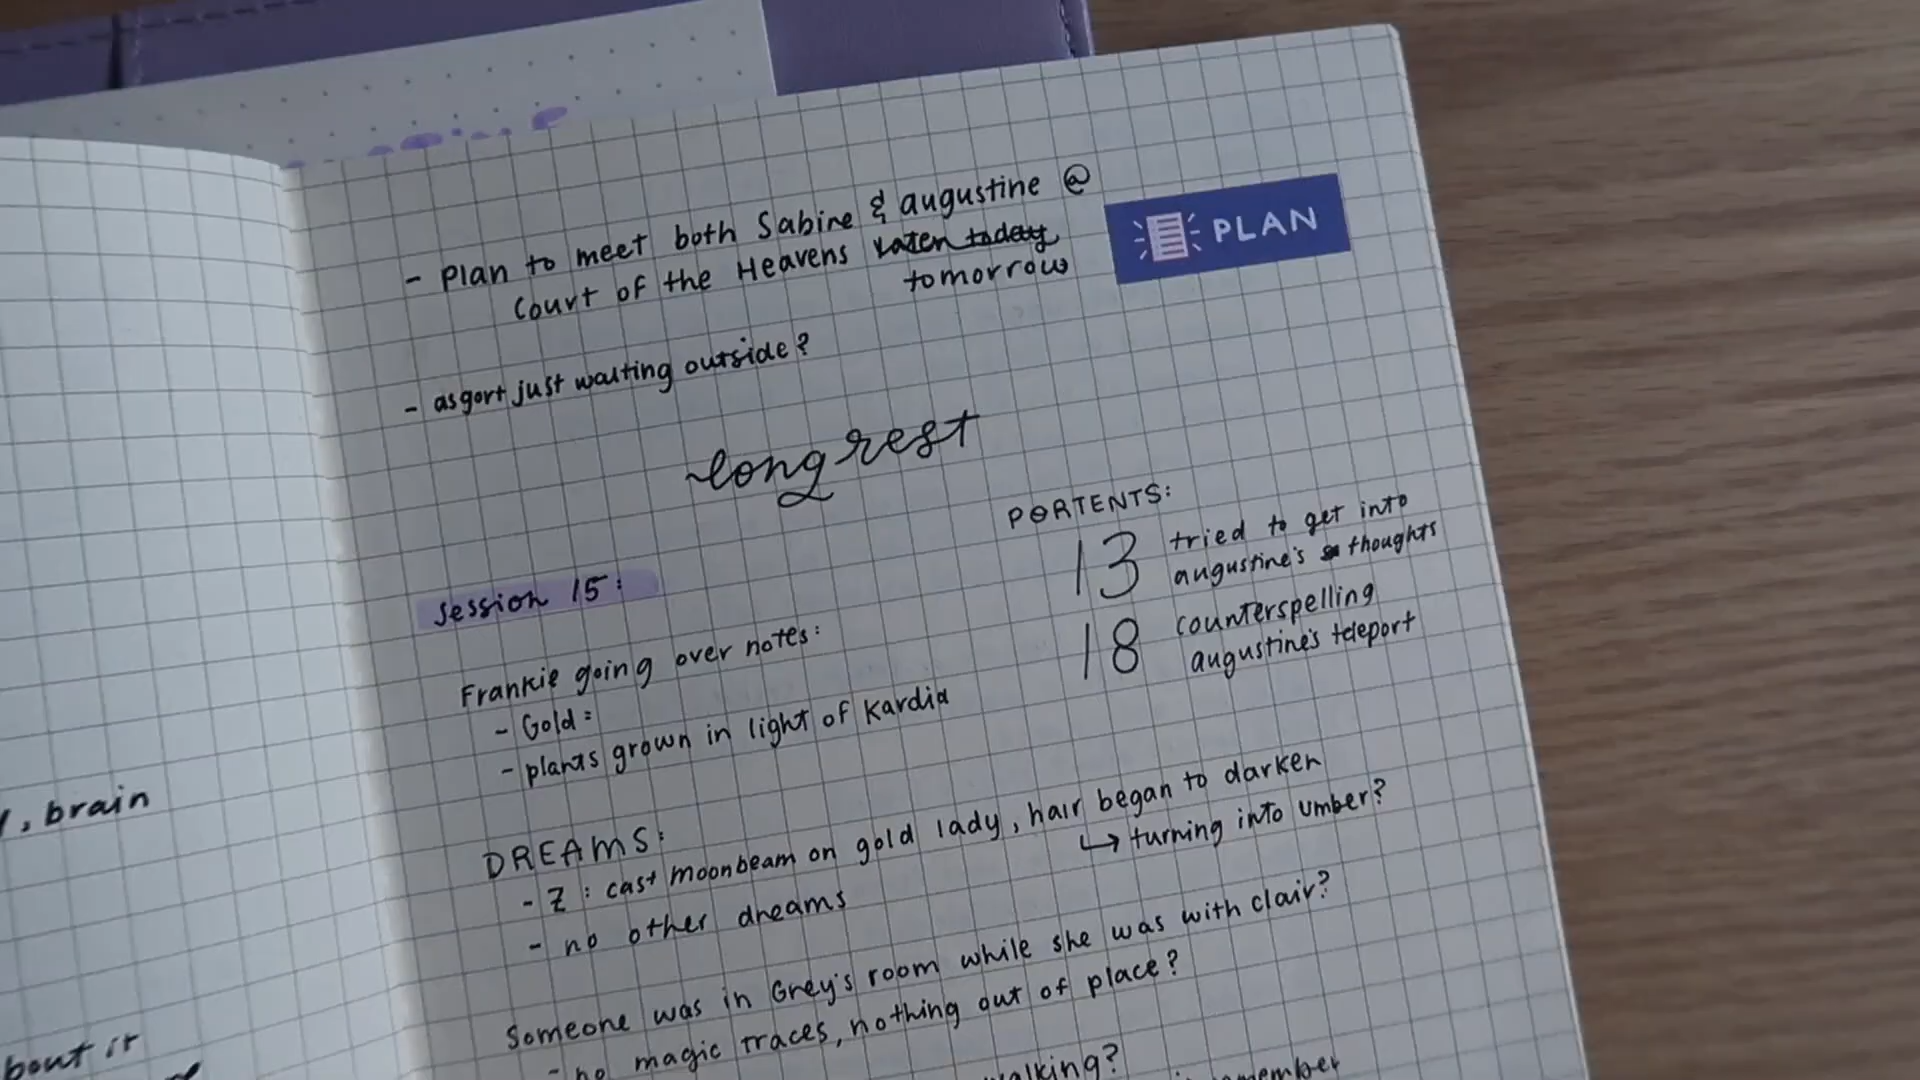 - Plan to meet both Sabine & augustine @
Court of the Heavens later today
tomorrow
PLAN
- asgort just waiting outside?
long rest
PORTENTS:
13 tried to get into
augustine's thoughts
18 counterspelling
augustine's teleport
Session 15:
Frankie going over notes:
- Gold:
- plants grown in light of Kardia
DREAMS:
- Z: cast moonbeam on gold lady, hair began to darken
↳ turning into umber?
- no other dreams
Someone was in Grey's room while she was with clair?
- no magic traces, nothing out of place?
, brain
bout it